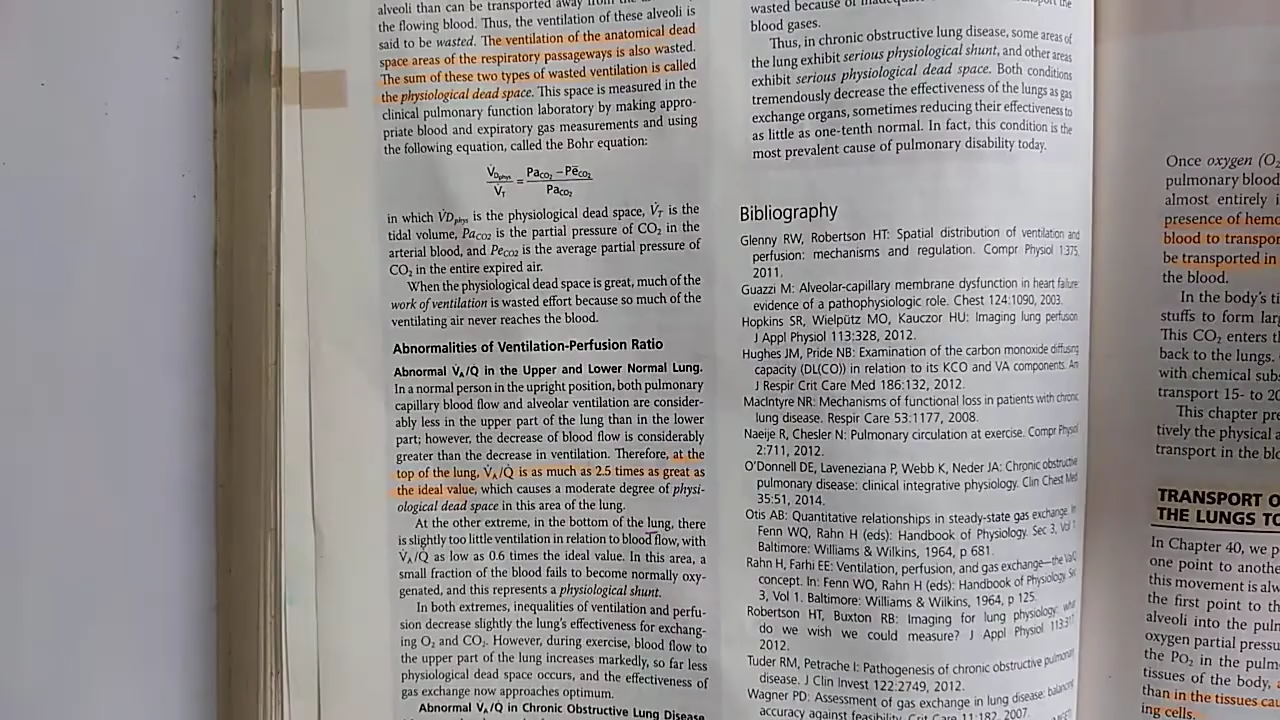 alveoli than can be transported away from the
the flowing blood. Thus, the ventilation of these alveoli is
said to be wasted. The ventilation of the anatomical dead
space areas of the respiratory passageways is also wasted.
The sum of these two types of wasted ventilation is called
the physiological dead space. This space is measured in the
clinical pulmonary function laboratory by making appro-
priate blood and expiratory gas measurements and using
the following equation, called the Bohr equation:
V̇Dphys / V̇T = (PaCO2 − Pe̅CO2) / PaCO2
in which V̇Dphys is the physiological dead space, V̇T is the
tidal volume, PaCO2 is the partial pressure of CO2 in the
arterial blood, and PeCO2 is the average partial pressure of
CO2 in the entire expired air.
When the physiological dead space is great, much of the
work of ventilation is wasted effort because so much of the
ventilating air never reaches the blood.
Abnormalities of Ventilation-Perfusion Ratio
Abnormal V̇A/Q̇ in the Upper and Lower Normal Lung.
In a normal person in the upright position, both pulmonary
capillary blood flow and alveolar ventilation are consider-
ably less in the upper part of the lung than in the lower
part; however, the decrease of blood flow is considerably
greater than the decrease in ventilation. Therefore, at the
top of the lung, V̇A/Q̇ is as much as 2.5 times as great as
the ideal value, which causes a moderate degree of physi-
ological dead space in this area of the lung.
At the other extreme, in the bottom of the lung, there
is slightly too little ventilation in relation to blood flow, with
V̇A/Q̇ as low as 0.6 times the ideal value. In this area, a
small fraction of the blood fails to become normally oxy-
genated, and this represents a physiological shunt.
In both extremes, inequalities of ventilation and perfu-
sion decrease slightly the lung's effectiveness for exchang-
ing O2 and CO2. However, during exercise, blood flow to
the upper part of the lung increases markedly, so far less
physiological dead space occurs, and the effectiveness of
gas exchange now approaches optimum.
Abnormal V̇A/Q̇ in Chronic Obstructive Lung Disease
wasted because of
blood gases.
Thus, in chronic obstructive lung disease, some areas of
the lung exhibit serious physiological shunt, and other areas
exhibit serious physiological dead space. Both conditions
tremendously decrease the effectiveness of the lungs as gas
exchange organs, sometimes reducing their effectiveness to
as little as one-tenth normal. In fact, this condition is the
most prevalent cause of pulmonary disability today.
Bibliography
Glenny RW, Robertson HT: Spatial distribution of ventilation and
perfusion: mechanisms and regulation. Compr Physiol 1:375,
2011.
Guazzi M: Alveolar-capillary membrane dysfunction in heart failure:
evidence of a pathophysiologic role. Chest 124:1090, 2003.
Hopkins SR, Wielpütz MO, Kauczor HU: Imaging lung perfusion
J Appl Physiol 113:328, 2012.
Hughes JM, Pride NB: Examination of the carbon monoxide diffusing
capacity (DL(CO)) in relation to its KCO and VA components. Am
J Respir Crit Care Med 186:132, 2012.
MacIntyre NR: Mechanisms of functional loss in patients with chronic
lung disease. Respir Care 53:1177, 2008.
Naeije R, Chesler N: Pulmonary circulation at exercise. Compr Physiol
2:711, 2012.
O'Donnell DE, Laveneziana P, Webb K, Neder JA: Chronic obstructive
pulmonary disease: clinical integrative physiology. Clin Chest Med
35:51, 2014.
Otis AB: Quantitative relationships in steady-state gas exchange. In
Fenn WQ, Rahn H (eds): Handbook of Physiology. Sec 3, Vol 1.
Baltimore: Williams & Wilkins, 1964, p 681.
Rahn H, Farhi EE: Ventilation, perfusion, and gas exchange—the Va/Q
concept. In: Fenn WO, Rahn H (eds): Handbook of Physiology. Sec
3, Vol 1. Baltimore: Williams & Wilkins, 1964, p 125.
Robertson HT, Buxton RB: Imaging for lung physiology: what
do we wish we could measure? J Appl Physiol 113:317,
2012.
Tuder RM, Petrache I: Pathogenesis of chronic obstructive pulmonary
disease. J Clin Invest 122:2749, 2012.
Wagner PD: Assessment of gas exchange in lung disease: balancing
accuracy against feasibility. Crit Care 11:182, 2007.
Once oxygen (O2
pulmonary blood
almost entirely i
presence of hemo
blood to transpor
be transported in
the blood.
In the body's ti
stuffs to form lar
This CO2 enters th
back to the lungs.
with chemical sub
transport 15- to 20
This chapter pre
tively the physical a
transport in the blo
TRANSPORT O
THE LUNGS TO
In Chapter 40, we p
one point to anothe
this movement is alw
the first point to th
alveoli into the puln
oxygen partial pressu
the PO2 in the pulm
tissues of the body, a
than in the tissues ca
ing cells.